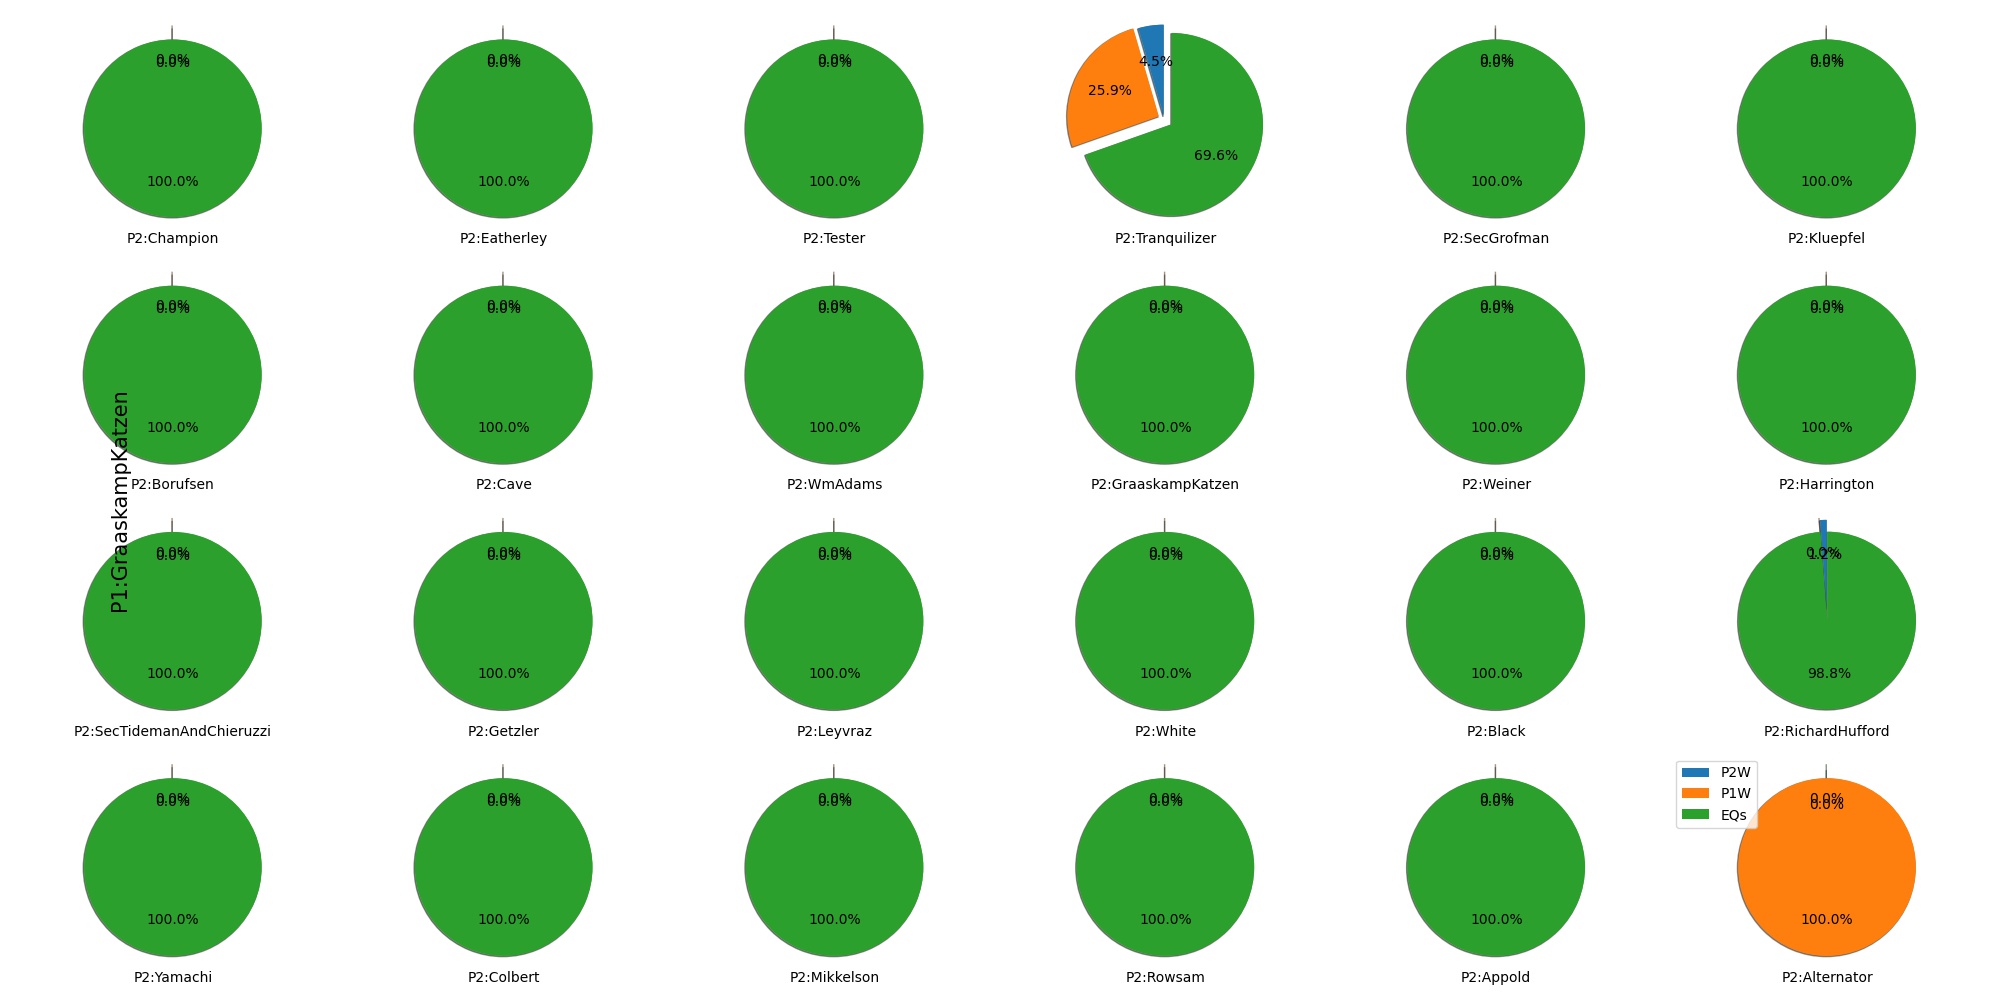 0.0%
0.0%
100.0%
P2:Champion
0.0%
0.0%
100.0%
P2:Eatherley
0.0%
0.0%
100.0%
P2:Tester
4.5%
25.9%
69.6%
P2:Tranquilizer
0.0%
0.0%
100.0%
P2:SecGrofman
0.0%
0.0%
100.0%
P2:Kluepfel
P1:GraaskampKatzen
0.0%
0.0%
100.0%
P2:Borufsen
0.0%
0.0%
100.0%
P2:Cave
0.0%
0.0%
100.0%
P2:WmAdams
0.0%
0.0%
100.0%
P2:GraaskampKatzen
0.0%
0.0%
100.0%
P2:Weiner
0.0%
0.0%
100.0%
P2:Harrington
0.0%
0.0%
100.0%
P2:SecTidemanAndChieruzzi
0.0%
0.0%
100.0%
P2:Getzler
0.0%
0.0%
100.0%
P2:Leyvraz
0.0%
0.0%
100.0%
P2:White
0.0%
0.0%
100.0%
P2:Black
0.0%
1.2%
98.8%
P2:RichardHufford
0.0%
0.0%
100.0%
P2:Yamachi
0.0%
0.0%
100.0%
P2:Colbert
0.0%
0.0%
100.0%
P2:Mikkelson
0.0%
0.0%
100.0%
P2:Rowsam
0.0%
0.0%
100.0%
P2:Appold
P2W
P1W
EQs
0.0%
0.0%
100.0%
P2:Alternator